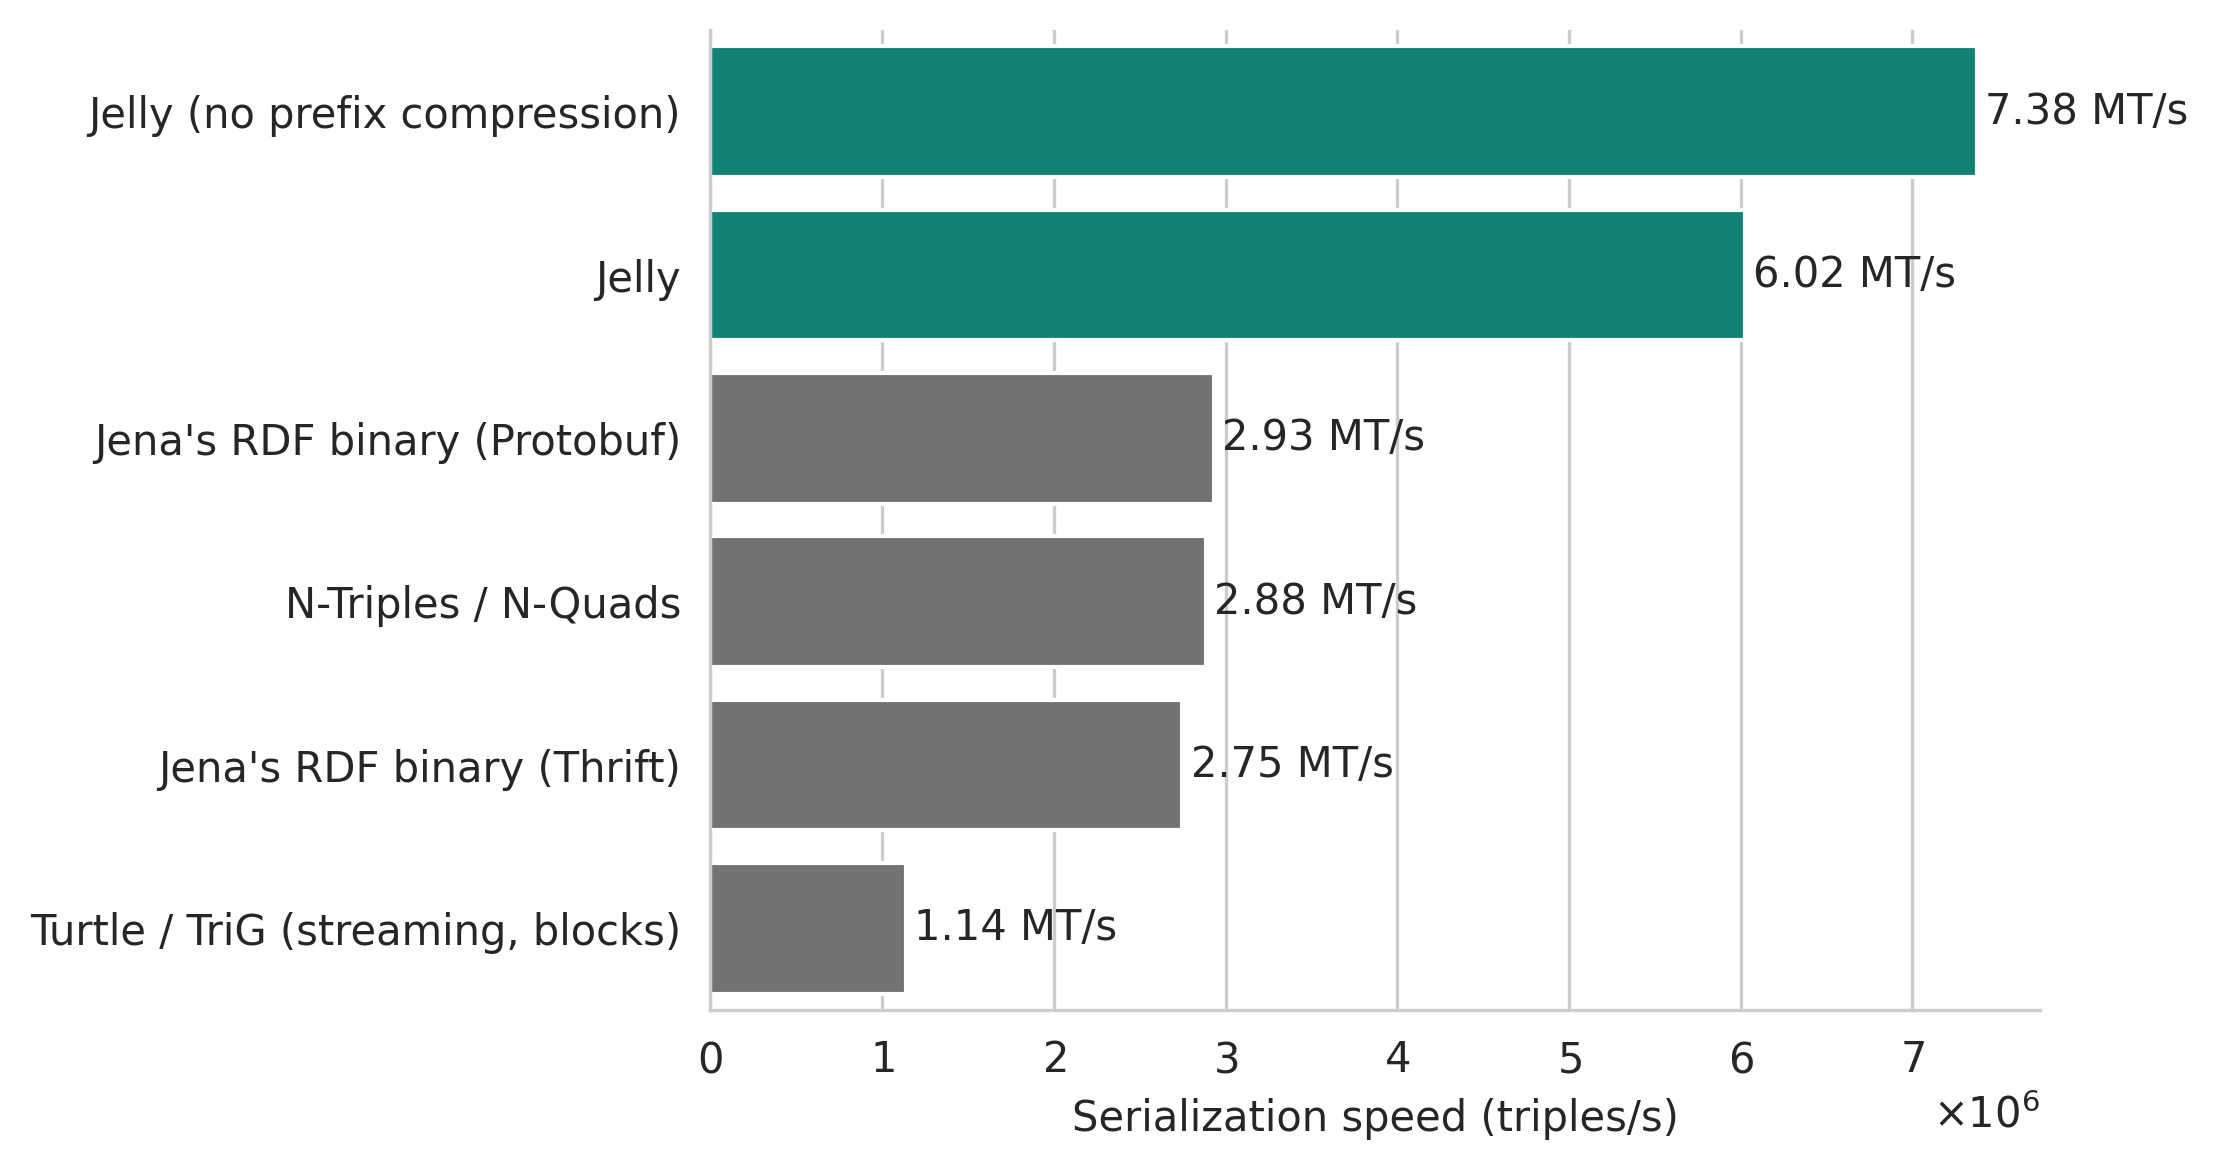 Jelly (no prefix compression)
7.38 MT/s
Jelly
6.02 MT/s
Jena's RDF binary (Protobuf)
2.93 MT/s
N-Triples / N-Quads
2.88 MT/s
Jena's RDF binary (Thrift)
2.75 MT/s
Turtle / TriG (streaming, blocks)
1.14 MT/s
0 1 2 3 4 5 6 7
×10⁶
Serialization speed (triples/s)